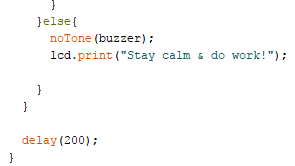 }
}else{
noTone(buzzer);
lcd.print("Stay calm & do work!");
}
}
delay(200);
}